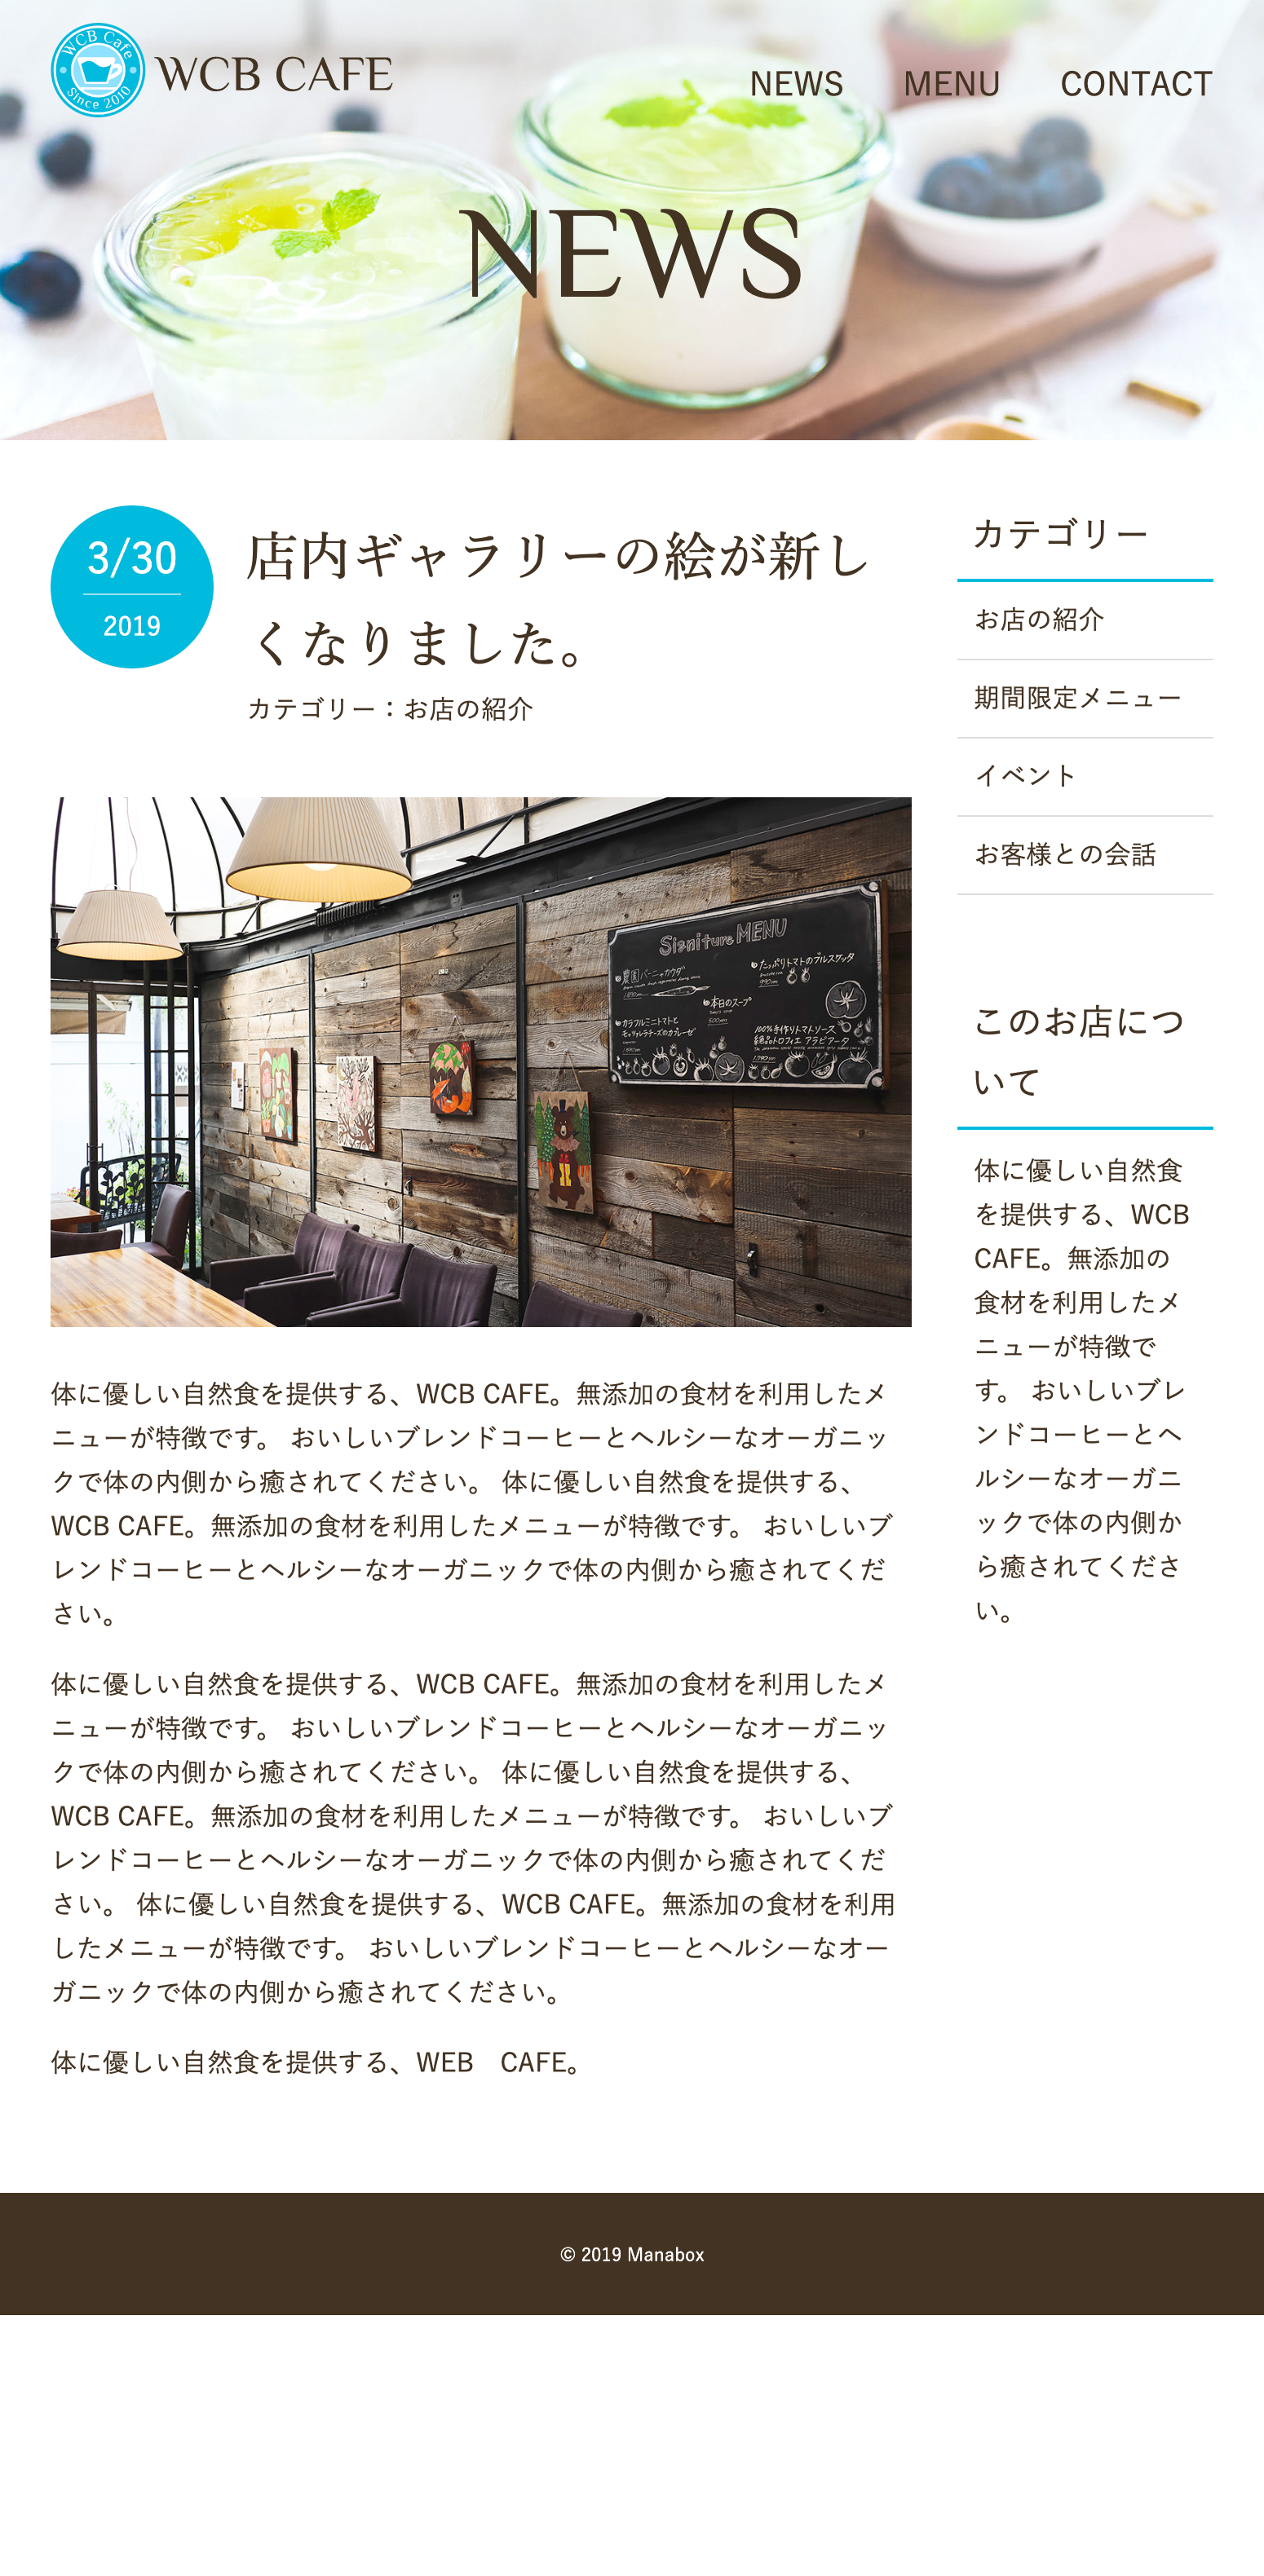 WCB Cafe
Since 2010
WCB CAFE
NEWS
MENU
CONTACT
NEWS
3/30
2019
店内ギャラリーの絵が新し
くなりました。
カテゴリー：お店の紹介
Signiture MENU
農園バーニャカウダ
たっぷりトマトのブルスケッタ
990yen
本日のスープ
500yen
カラフルミニトマトと
モッツァレラチーズのカプレーゼ
100%手作りトマトソース
絶品トロフィエ アラビアータ
体に優しい自然食を提供する、WCB CAFE。無添加の食材を利用したメ
ニューが特徴です。 おいしいブレンドコーヒーとヘルシーなオーガニッ
クで体の内側から癒されてください。 体に優しい自然食を提供する、
WCB CAFE。無添加の食材を利用したメニューが特徴です。 おいしいブ
レンドコーヒーとヘルシーなオーガニックで体の内側から癒されてくだ
さい。
体に優しい自然食を提供する、WCB CAFE。無添加の食材を利用したメ
ニューが特徴です。 おいしいブレンドコーヒーとヘルシーなオーガニッ
クで体の内側から癒されてください。 体に優しい自然食を提供する、
WCB CAFE。無添加の食材を利用したメニューが特徴です。 おいしいブ
レンドコーヒーとヘルシーなオーガニックで体の内側から癒されてくだ
さい。 体に優しい自然食を提供する、WCB CAFE。無添加の食材を利用
したメニューが特徴です。 おいしいブレンドコーヒーとヘルシーなオー
ガニックで体の内側から癒されてください。
体に優しい自然食を提供する、WEB　CAFE。
カテゴリー
お店の紹介
期間限定メニュー
イベント
お客様との会話
このお店につ
いて
体に優しい自然食
を提供する、WCB
CAFE。無添加の
食材を利用したメ
ニューが特徴で
す。 おいしいブレ
ンドコーヒーとヘ
ルシーなオーガニ
ックで体の内側か
ら癒されてくださ
い。
© 2019 Manabox